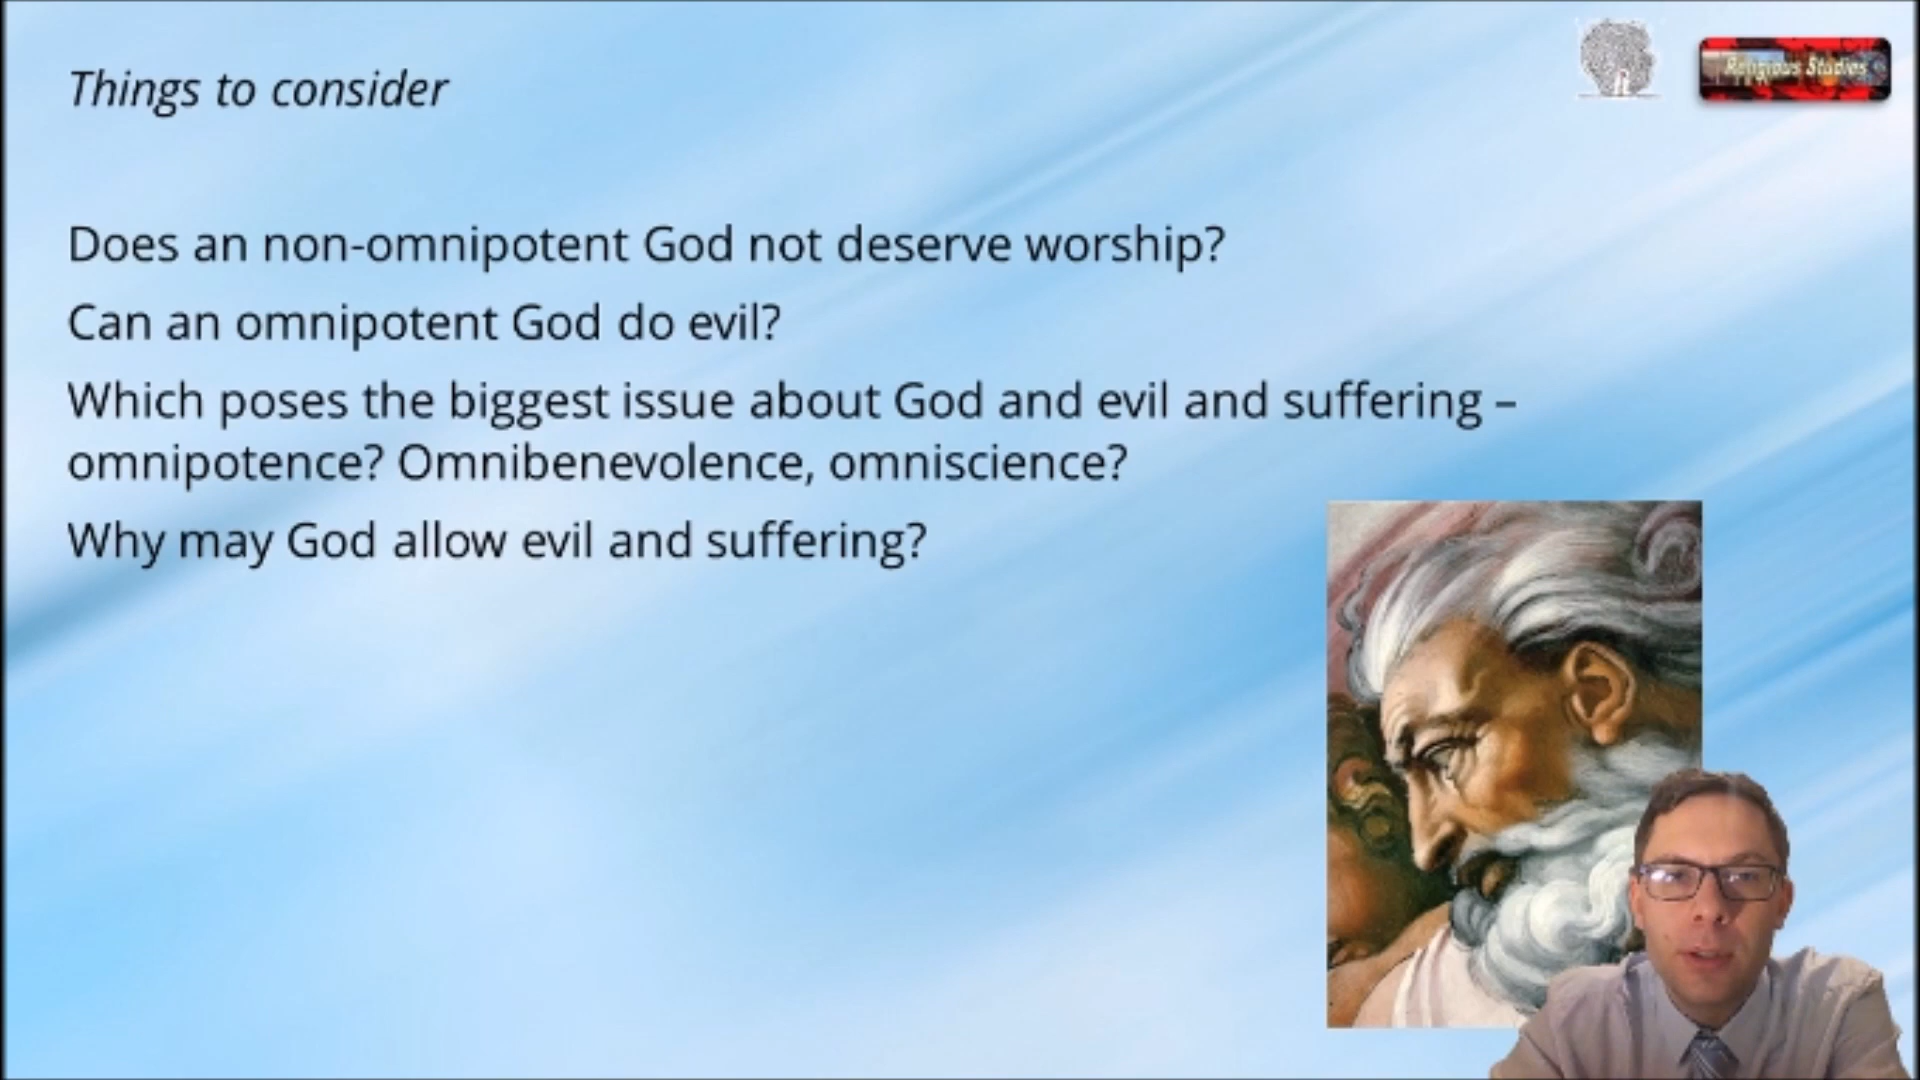 Things to consider
Religious Studies
Does an non-omnipotent God not deserve worship?
Can an omnipotent God do evil?
Which poses the biggest issue about God and evil and suffering –
omnipotence? Omnibenevolence, omniscience?
Why may God allow evil and suffering?